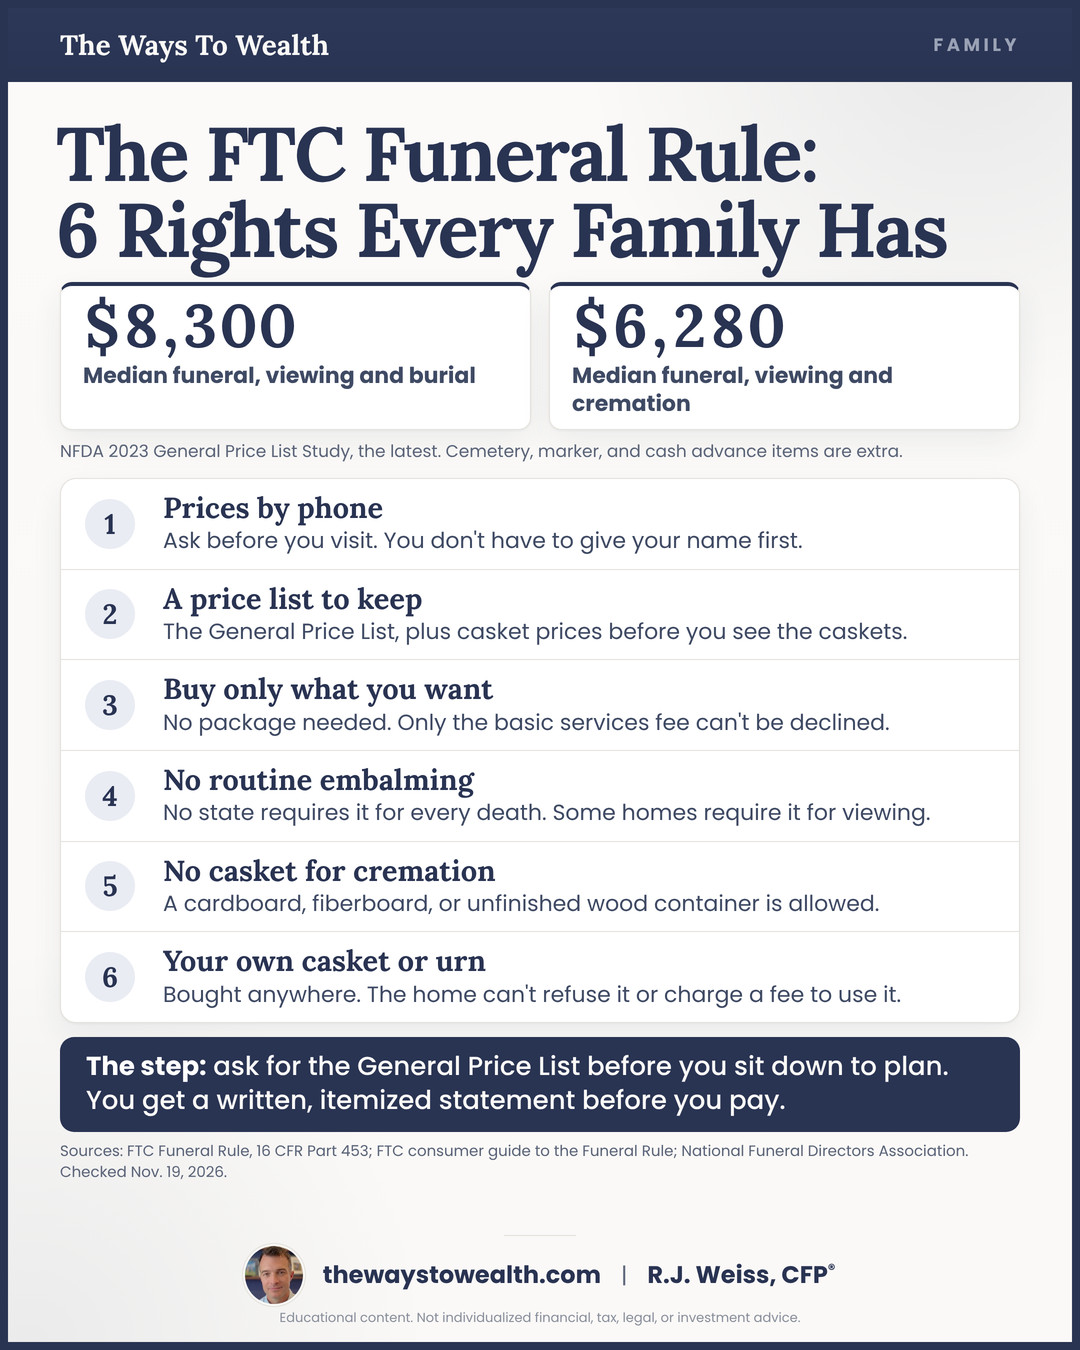 The Ways To Wealth
FAMILY
The FTC Funeral Rule:
6 Rights Every Family Has
$8,300
Median funeral, viewing and burial
$6,280
Median funeral, viewing and
cremation
NFDA 2023 General Price List Study, the latest. Cemetery, marker, and cash advance items are extra.
1
Prices by phone
Ask before you visit. You don't have to give your name first.
2
A price list to keep
The General Price List, plus casket prices before you see the caskets.
3
Buy only what you want
No package needed. Only the basic services fee can't be declined.
4
No routine embalming
No state requires it for every death. Some homes require it for viewing.
5
No casket for cremation
A cardboard, fiberboard, or unfinished wood container is allowed.
6
Your own casket or urn
Bought anywhere. The home can't refuse it or charge a fee to use it.
The step: ask for the General Price List before you sit down to plan.
You get a written, itemized statement before you pay.
Sources: FTC Funeral Rule, 16 CFR Part 453; FTC consumer guide to the Funeral Rule; National Funeral Directors Association.
Checked Nov. 19, 2026.
thewaystowealth.com | R.J. Weiss, CFP®
Educational content. Not individualized financial, tax, legal, or investment advice.